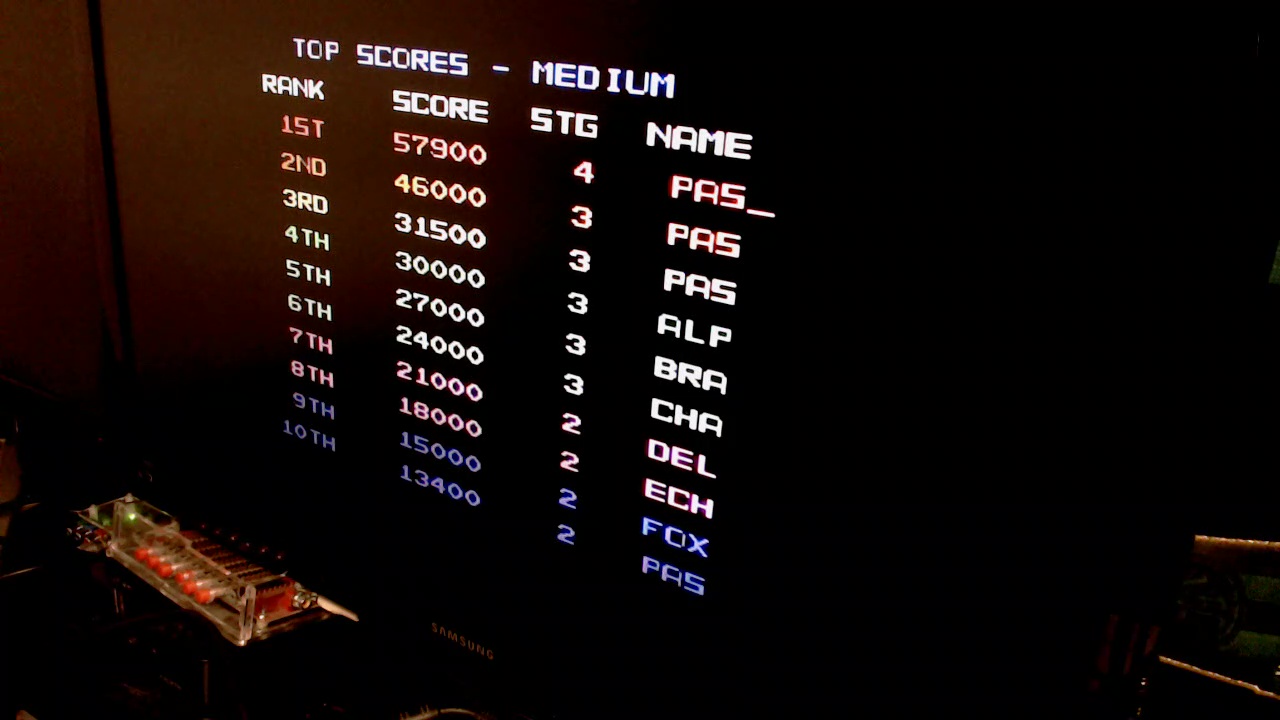 TOP SCORES - MEDIUM
RANK SCORE STG NAME
1ST 57900 4 PAS_
2ND 46000 3 PAS
3RD 31500 3 PAS
4TH 30000 3 ALP
5TH 27000 3 BRA
6TH 24000 3 CHA
7TH 21000 2 DEL
8TH 18000 2 ECH
9TH 15000 2 FOX
10TH 13400 2 PAS
SAMSUNG